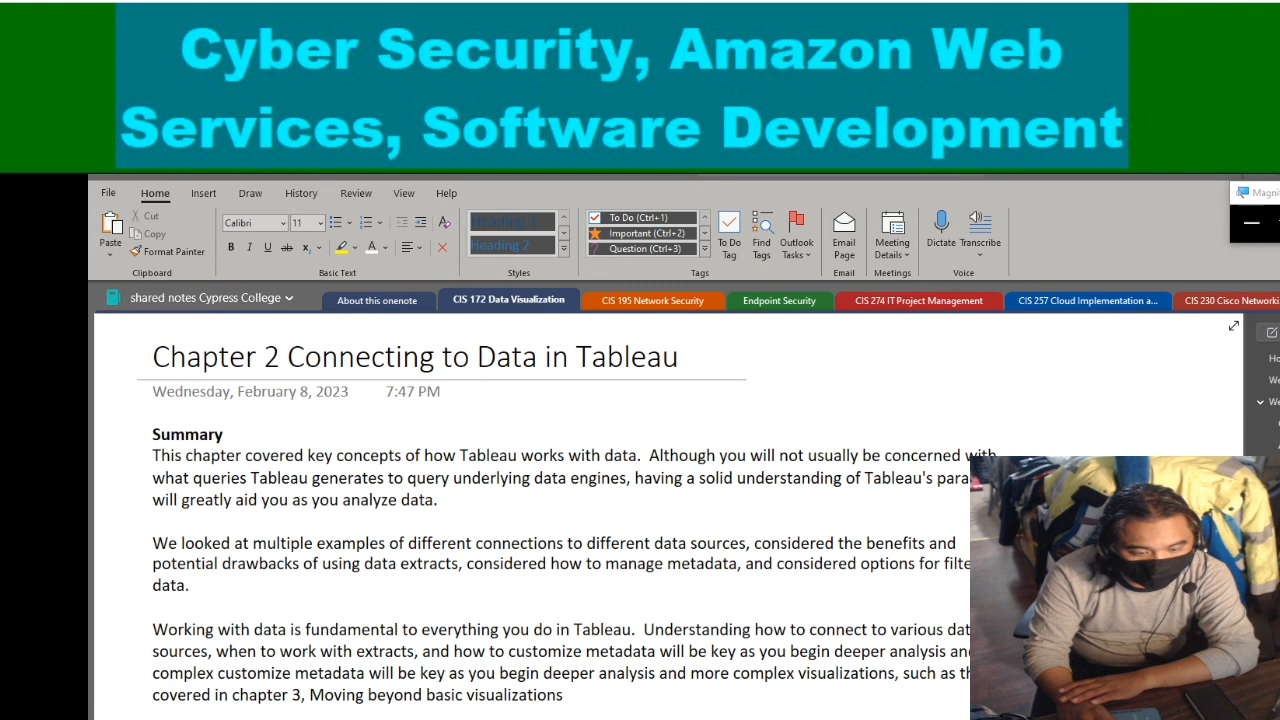 Cyber Security, Amazon Web
Services, Software Development
File Home Insert Draw History Review View Help
Paste
Cut
Copy
Format Painter
Clipboard
Calibri 11
B I U ab x
A
Basic Text
Heading 1
Heading 2
Styles
To Do (Ctrl+1)
Important (Ctrl+2)
Question (Ctrl+3)
To Do
Tag
Find
Tags
Outlook
Tasks
Tags
Email
Page
Email
Meeting
Details
Meetings
Dictate
Transcribe
Voice
Magni
shared notes Cypress College
About this onenote
CIS 172 Data Visualization
CIS 195 Network Security
Endpoint Security
CIS 274 IT Project Management
CIS 257 Cloud Implementation a...
CIS 230 Cisco Networki
Ho
We
We
Chapter 2 Connecting to Data in Tableau
Wednesday, February 8, 2023 7:47 PM
Summary
This chapter covered key concepts of how Tableau works with data. Although you will not usually be concerned with
what queries Tableau generates to query underlying data engines, having a solid understanding of Tableau's para
will greatly aid you as you analyze data.
We looked at multiple examples of different connections to different data sources, considered the benefits and
potential drawbacks of using data extracts, considered how to manage metadata, and considered options for filte
data.
Working with data is fundamental to everything you do in Tableau. Understanding how to connect to various dat
sources, when to work with extracts, and how to customize metadata will be key as you begin deeper analysis an
complex customize metadata will be key as you begin deeper analysis and more complex visualizations, such as th
covered in chapter 3, Moving beyond basic visualizations